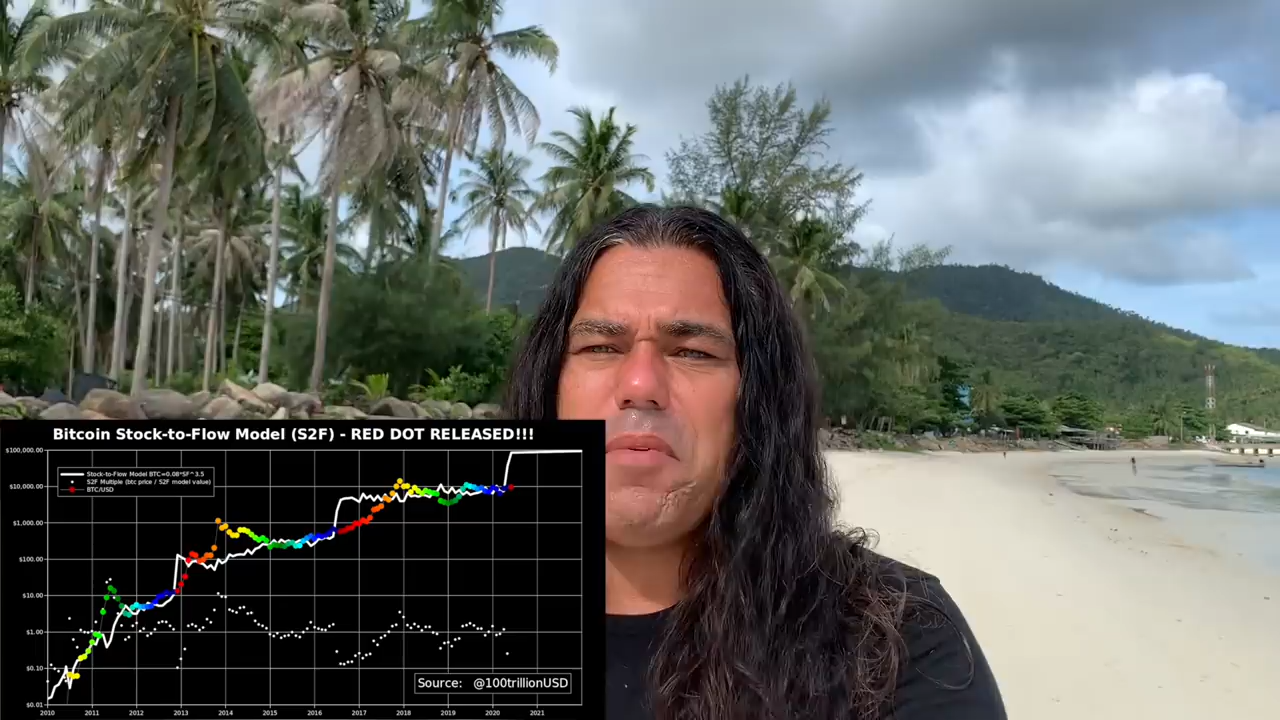 Bitcoin Stock-to-Flow Model (S2F) - RED DOT RELEASED!!!
$100,000.00
$10,000.00
$1,000.00
$100.00
$10.00
$1.00
$0.10
$0.01
Stock-to-Flow Model BTC=0.08*SF^3.5
S2F Multiple (btc price / S2F model value)
BTC/USD
Source: @100trillionUSD
2010 2011 2012 2013 2014 2015 2016 2017 2018 2019 2020 2021